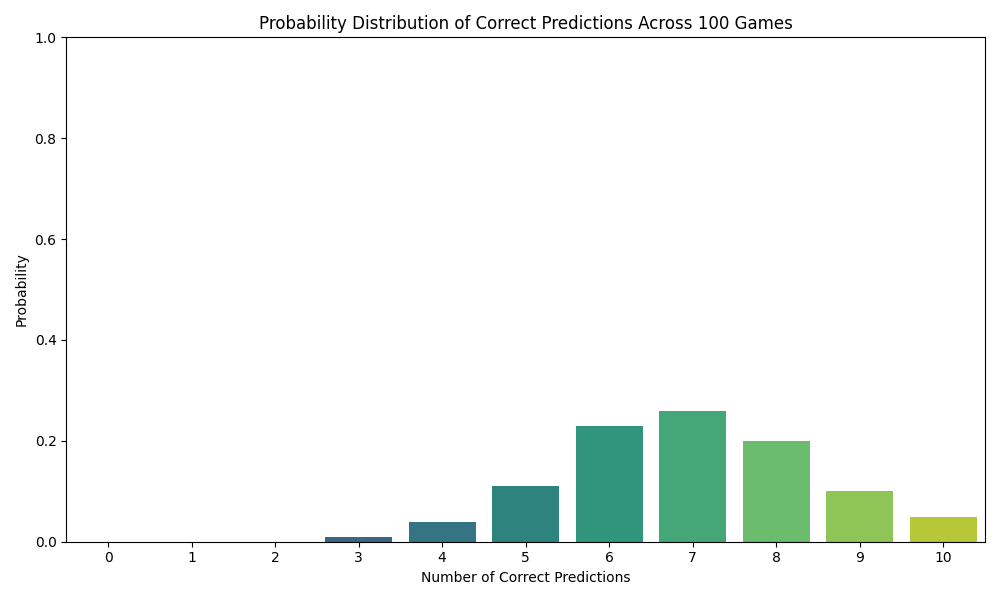 Probability Distribution of Correct Predictions Across 100 Games
1.0
0.8
0.6
0.4
0.2
0.0
Probability
0 1 2 3 4 5 6 7 8 9 10
Number of Correct Predictions